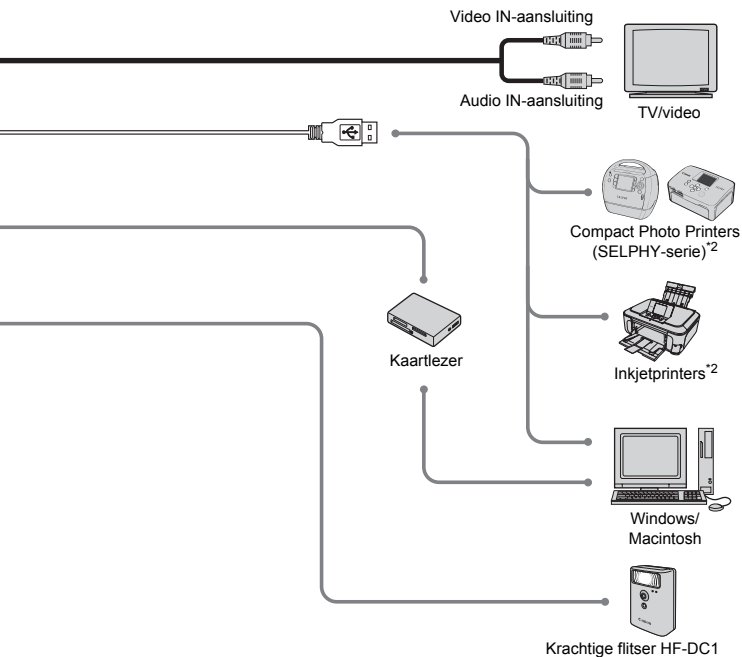 Video IN-aansluiting
Audio IN-aansluiting
TV/video
Compact Photo Printers
(SELPHY-serie)*2
Kaartlezer
Inkjetprinters*2
Windows/
Macintosh
Krachtige flitser HF-DC1